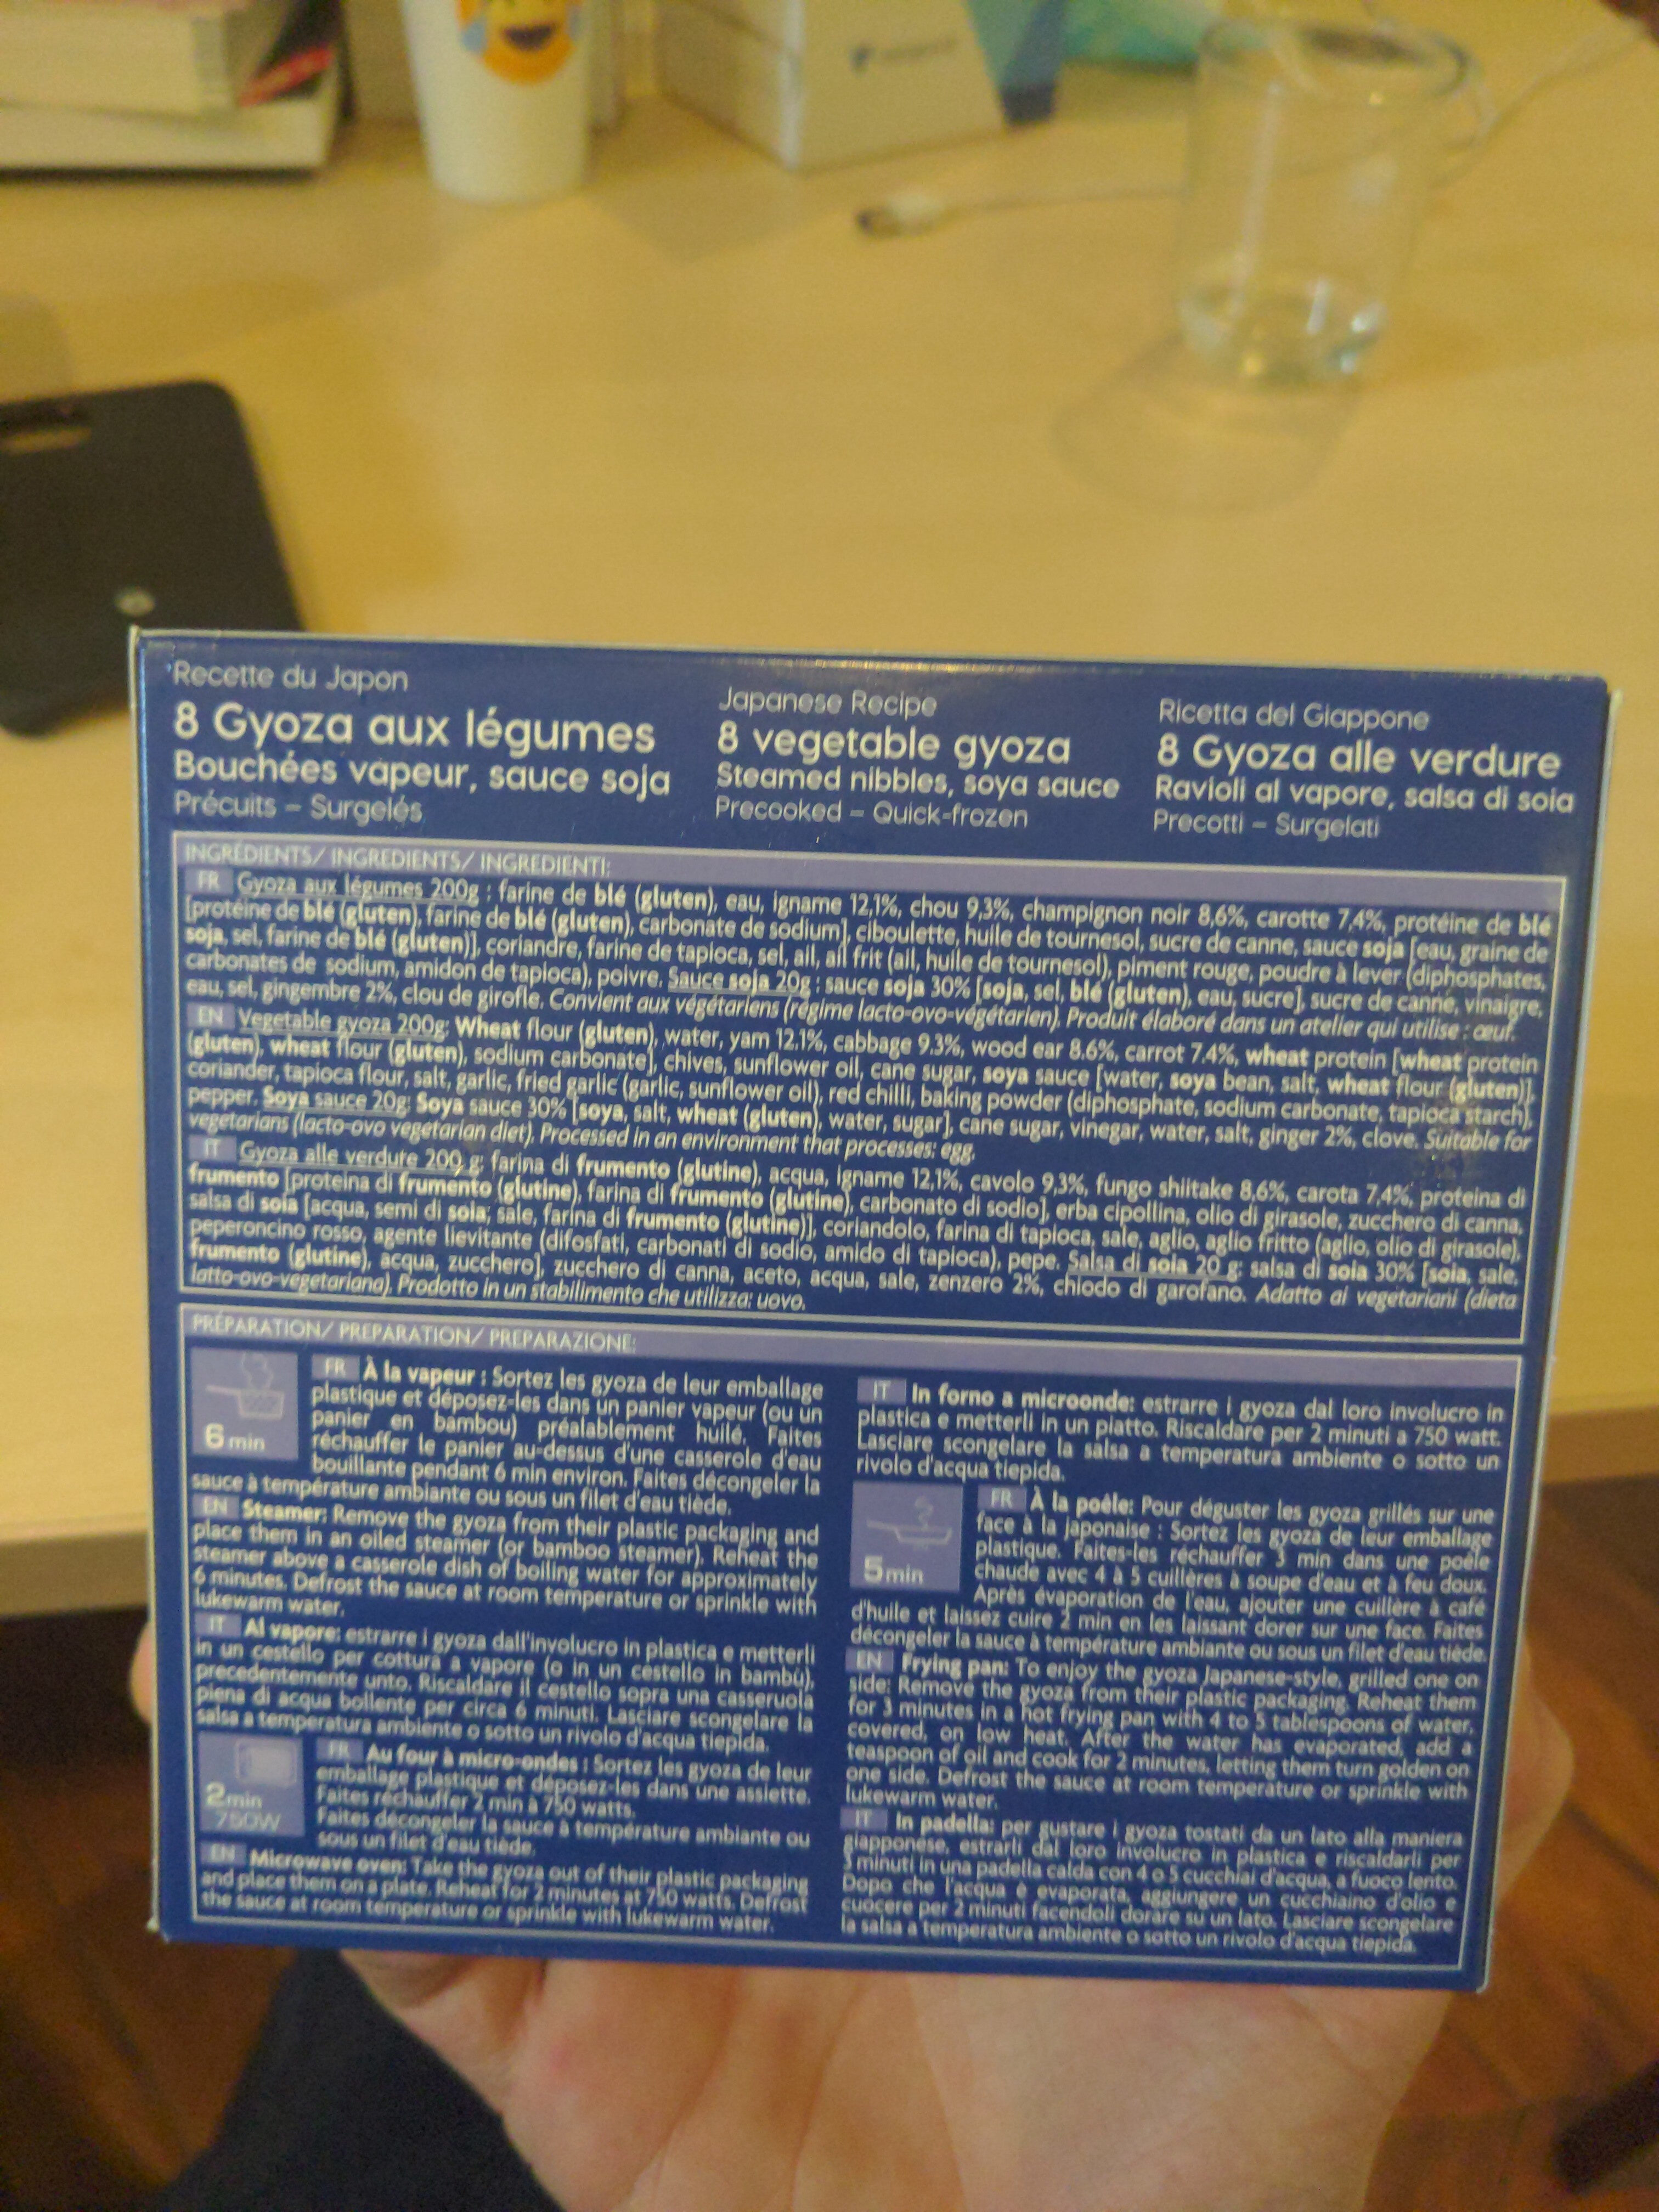 Recette du Japon
8 Gyoza aux légumes
Bouchées vapeur, sauce soja
Précuits – Surgelés
Japanese Recipe
8 vegetable gyoza
Steamed nibbles, soya sauce
Precooked – Quick-frozen
Ricetta del Giappone
8 Gyoza alle verdure
Ravioli al vapore, salsa di soia
Precotti – Surgelati
INGRÉDIENTS/ INGREDIENTS/ INGREDIENTI:
FR Gyoza aux légumes 200g : farine de blé (gluten), eau, igname 12,1%, chou 9,3%, champignon noir 8,6%, carotte 7,4%, protéine de blé
[protéine de blé (gluten), farine de blé (gluten), carbonate de sodium], ciboulette, huile de tournesol, sucre de canne, sauce soja [eau, graine de
soja, sel, farine de blé (gluten)], coriandre, farine de tapioca, sel, ail, ail frit (ail, huile de tournesol), piment rouge, poudre à lever (diphosphates,
carbonates de sodium, amidon de tapioca), poivre. Sauce soja 20g : sauce soja 30% [soja, sel, blé (gluten), eau, sucre], sucre de canne, vinaigre,
eau, sel, gingembre 2%, clou de girofle. Convient aux végétariens (régime lacto-ovo-végétarien). Produit élaboré dans un atelier qui utilise : œuf.
EN Vegetable gyoza 200g: Wheat flour (gluten), water, yam 12.1%, cabbage 9.3%, wood ear 8.6%, carrot 7.4%, wheat protein [wheat protein
(gluten), wheat flour (gluten), sodium carbonate], chives, sunflower oil, cane sugar, soya sauce [water, soya bean, salt, wheat flour (gluten)],
coriander, tapioca flour, salt, garlic, fried garlic (garlic, sunflower oil), red chilli, baking powder (diphosphate, sodium carbonate, tapioca starch),
pepper. Soya sauce 20g: Soya sauce 30% [soya, salt, wheat (gluten), water, sugar], cane sugar, vinegar, water, salt, ginger 2%, clove. Suitable for
vegetarians (lacto-ovo vegetarian diet). Processed in an environment that processes: egg.
IT Gyoza alle verdure 200 g: farina di frumento (glutine), acqua, igname 12,1%, cavolo 9,3%, fungo shiitake 8,6%, carota 7,4%, proteina di
frumento [proteina di frumento (glutine), farina di frumento (glutine), carbonato di sodio], erba cipollina, olio di girasole, zucchero di canna,
salsa di soia [acqua, semi di soia, sale, farina di frumento (glutine)], coriandolo, farina di tapioca, sale, aglio, aglio fritto (aglio, olio di girasole),
peperoncino rosso, agente lievitante (difosfati, carbonati di sodio, amido di tapioca), pepe. Salsa di soia 20 g: salsa di soia 30% [soia, sale,
frumento (glutine), acqua, zucchero], zucchero di canna, aceto, acqua, sale, zenzero 2%, chiodo di garofano. Adatto ai vegetariani (dieta
latto-ovo-vegetariana). Prodotto in un stabilimento che utilizza: uovo.
PRÉPARATION/ PREPARATION/ PREPARAZIONE:
6 min
FR À la vapeur : Sortez les gyoza de leur emballage
plastique et déposez-les dans un panier vapeur (ou un
panier en bambou) préalablement huilé. Faites
réchauffer le panier au-dessus d'une casserole d'eau
bouillante pendant 6 min environ. Faites décongeler la
sauce à température ambiante ou sous un filet d'eau tiède.
EN Steamer: Remove the gyoza from their plastic packaging and
place them in an oiled steamer (or bamboo steamer). Reheat the
steamer above a casserole dish of boiling water for approximately
6 minutes. Defrost the sauce at room temperature or sprinkle with
lukewarm water.
IT Al vapore: estrarre i gyoza dall'involucro in plastica e metterli
in un cestello per cottura a vapore (o in un cestello in bambù),
precedentemente unto. Riscaldare il cestello sopra una casseruola
piena di acqua bollente per circa 6 minuti. Lasciare scongelare la
salsa a temperatura ambiente o sotto un rivolo d'acqua tiepida.
2 min
750W
FR Au four à micro-ondes : Sortez les gyoza de leur
emballage plastique et déposez-les dans une assiette.
Faites réchauffer 2 min à 750 watts.
Faites décongeler la sauce à température ambiante ou
sous un filet d'eau tiède.
EN Microwave oven: Take the gyoza out of their plastic packaging
and place them on a plate. Reheat for 2 minutes at 750 watts. Defrost
the sauce at room temperature or sprinkle with lukewarm water.
IT In forno a microonde: estrarre i gyoza dal loro involucro in
plastica e metterli in un piatto. Riscaldare per 2 minuti a 750 watt.
Lasciare scongelare la salsa a temperatura ambiente o sotto un
rivolo d'acqua tiepida.
5 min
FR À la poêle: Pour déguster les gyoza grillés sur une
face à la japonaise : Sortez les gyoza de leur emballage
plastique. Faites-les réchauffer 3 min dans une poêle
chaude avec 4 à 5 cuillères à soupe d'eau et à feu doux.
Après évaporation de l'eau, ajouter une cuillère à café
d'huile et laissez cuire 2 min en les laissant dorer sur une face. Faites
décongeler la sauce à température ambiante ou sous un filet d'eau tiède.
EN Frying pan: To enjoy the gyoza Japanese-style, grilled one on
side: Remove the gyoza from their plastic packaging. Reheat them
for 3 minutes in a hot frying pan with 4 to 5 tablespoons of water,
covered, on low heat. After the water has evaporated, add a
teaspoon of oil and cook for 2 minutes, letting them turn golden on
one side. Defrost the sauce at room temperature or sprinkle with
lukewarm water.
IT In padella: per gustare i gyoza tostati da un lato alla maniera
giapponese, estrarli dal loro involucro in plastica e riscaldarli per
3 minuti in una padella calda con 4 o 5 cucchiai d'acqua, a fuoco lento.
Dopo che l'acqua è evaporata, aggiungere un cucchiaino d'olio e
cuocere per 2 minuti facendoli dorare su un lato. Lasciare scongelare
la salsa a temperatura ambiente o sotto un rivolo d'acqua tiepida.